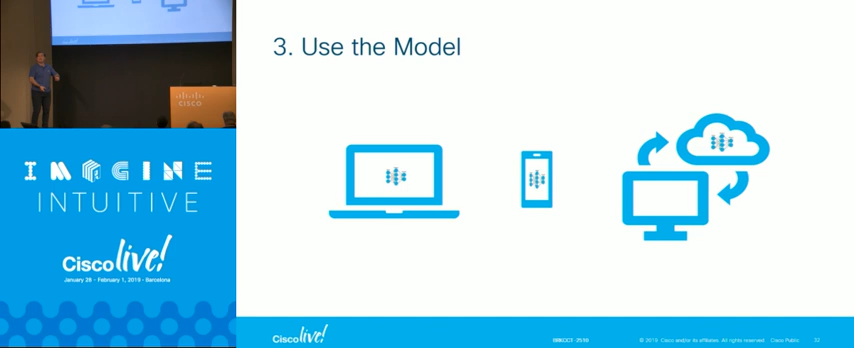 CISCO
IMAGINE
INTUITIVE
Cisco live!
January 28 - February 1, 2019 · Barcelona
3. Use the Model
Cisco live!
© 2019 Cisco and/or its affiliates. All rights reserved. Cisco Public